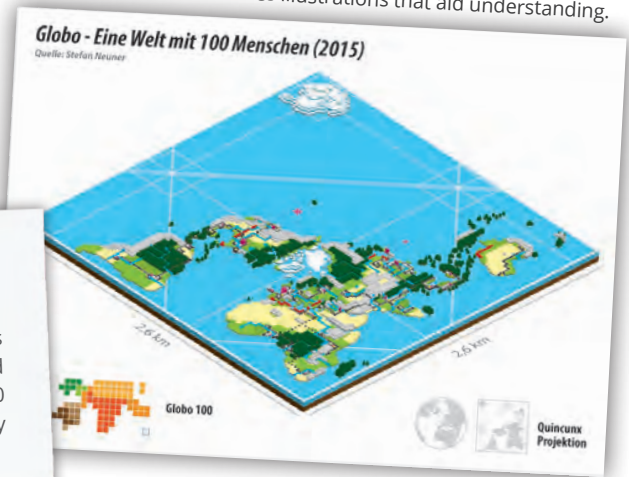 illustrations that aid understanding.
Globo - Eine Welt mit 100 Menschen (2015)
Quelle: Stefan Neuner
2,6 km
2,6 km
Globo 100
Quincunx
Projektion